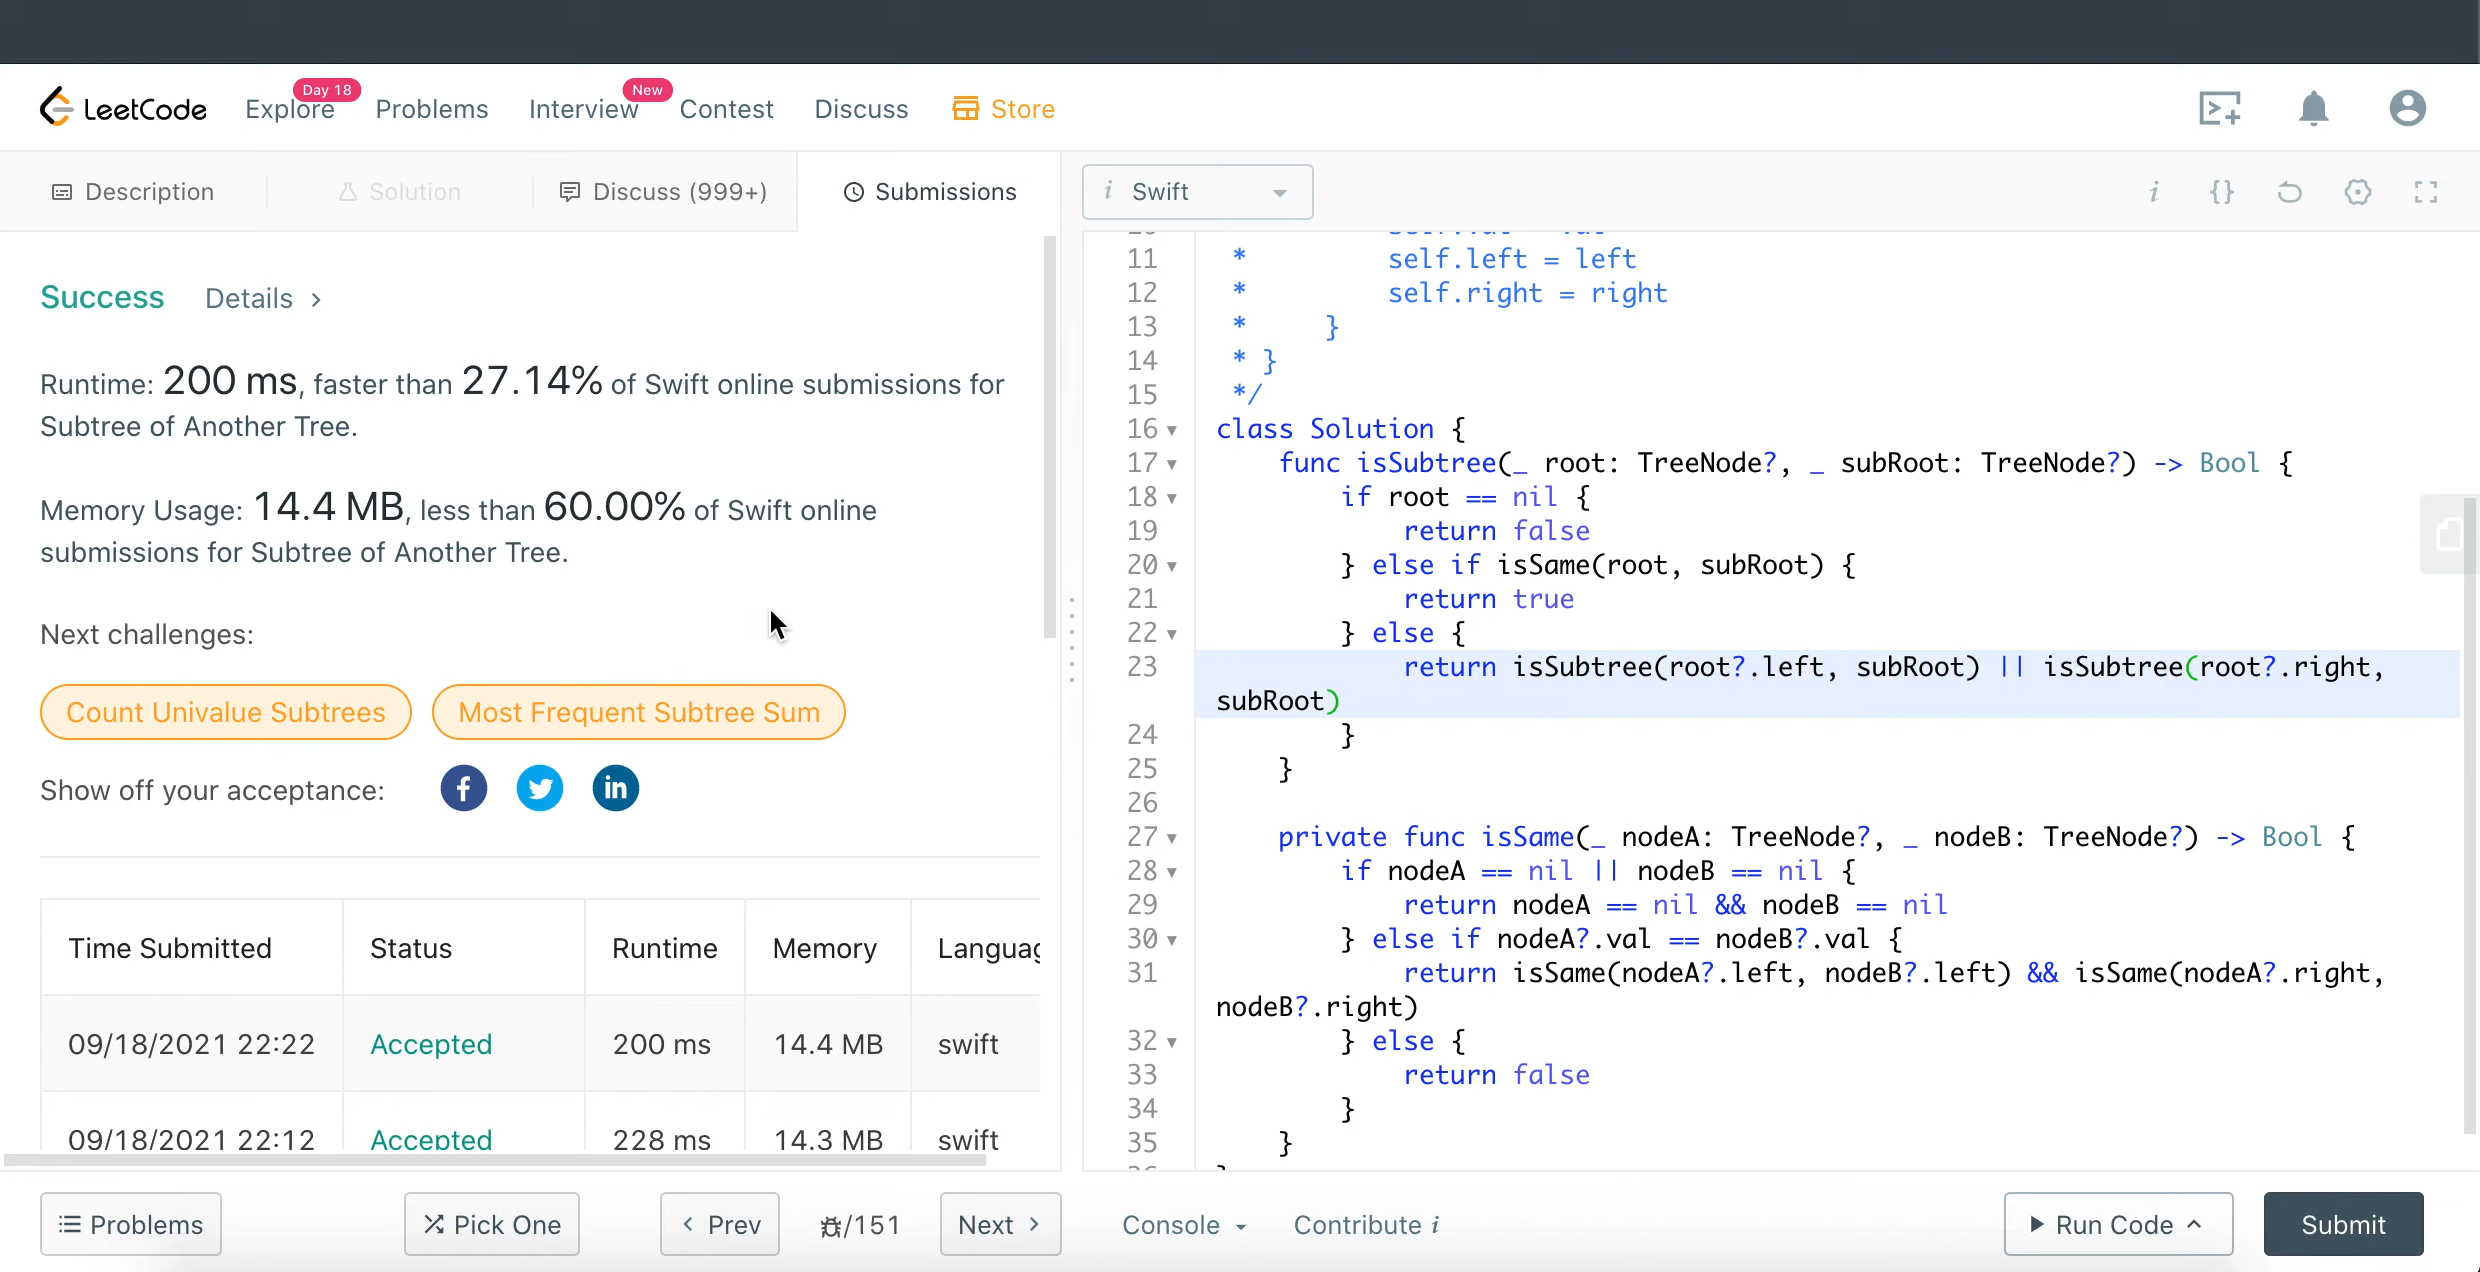 LeetCode
Explore
Day 18
Problems
Interview
New
Contest
Discuss
Store
Description
Solution
Discuss (999+)
Submissions
i Swift
Success Details >
Runtime: 200 ms, faster than 27.14% of Swift online submissions for
Subtree of Another Tree.
Memory Usage: 14.4 MB, less than 60.00% of Swift online
submissions for Subtree of Another Tree.
Next challenges:
Count Univalue Subtrees
Most Frequent Subtree Sum
Show off your acceptance:
Time Submitted Status Runtime Memory Languag
09/18/2021 22:22 Accepted 200 ms 14.4 MB swift
09/18/2021 22:12 Accepted 228 ms 14.3 MB swift
11 * self.left = left
12 * self.right = right
13 * }
14 * }
15 */
16 class Solution {
17 func isSubtree(_ root: TreeNode?, _ subRoot: TreeNode?) -> Bool {
18 if root == nil {
19 return false
20 } else if isSame(root, subRoot) {
21 return true
22 } else {
23 return isSubtree(root?.left, subRoot) || isSubtree(root?.right,
subRoot)
24 }
25 }
26
27 private func isSame(_ nodeA: TreeNode?, _ nodeB: TreeNode?) -> Bool {
28 if nodeA == nil || nodeB == nil {
29 return nodeA == nil && nodeB == nil
30 } else if nodeA?.val == nodeB?.val {
31 return isSame(nodeA?.left, nodeB?.left) && isSame(nodeA?.right,
nodeB?.right)
32 } else {
33 return false
34 }
35 }
Problems
Pick One
< Prev
/151
Next >
Console
Contribute i
Run Code
Submit